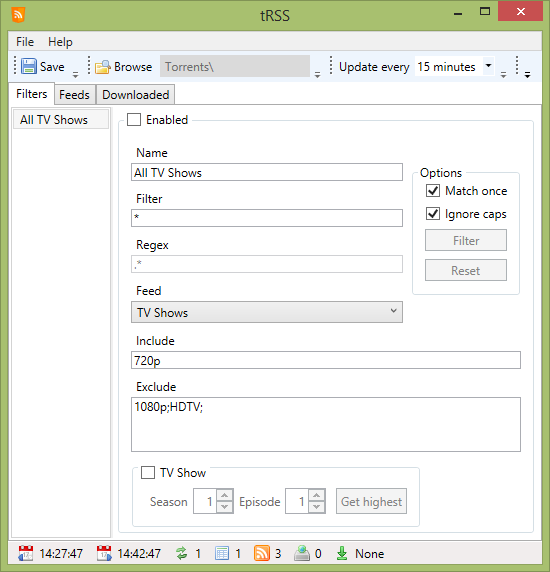 tRSS
File Help
Save Browse Torrents\ Update every 15 minutes
Filters Feeds Downloaded
All TV Shows
Enabled
Name
All TV Shows
Filter
*
Regex
.*
Feed
TV Shows
Options
Match once
Ignore caps
Filter
Reset
Include
720p
Exclude
1080p;HDTV;
TV Show
Season 1 Episode 1 Get highest
14:27:47 14:42:47 1 1 3 0 None